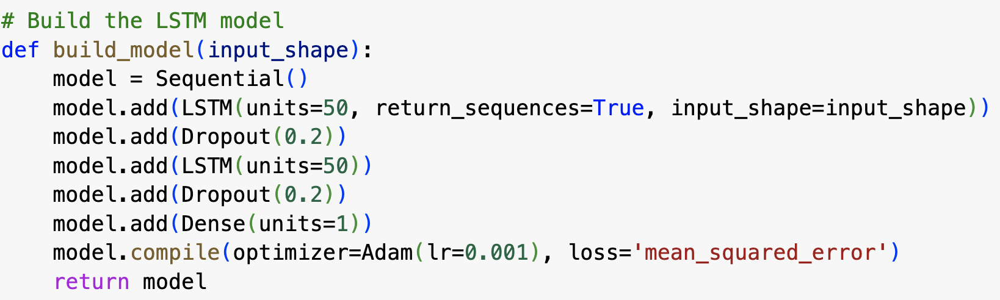 # Build the LSTM model
def build_model(input_shape):
    model = Sequential()
    model.add(LSTM(units=50, return_sequences=True, input_shape=input_shape))
    model.add(Dropout(0.2))
    model.add(LSTM(units=50))
    model.add(Dropout(0.2))
    model.add(Dense(units=1))
    model.compile(optimizer=Adam(lr=0.001), loss='mean_squared_error')
    return model